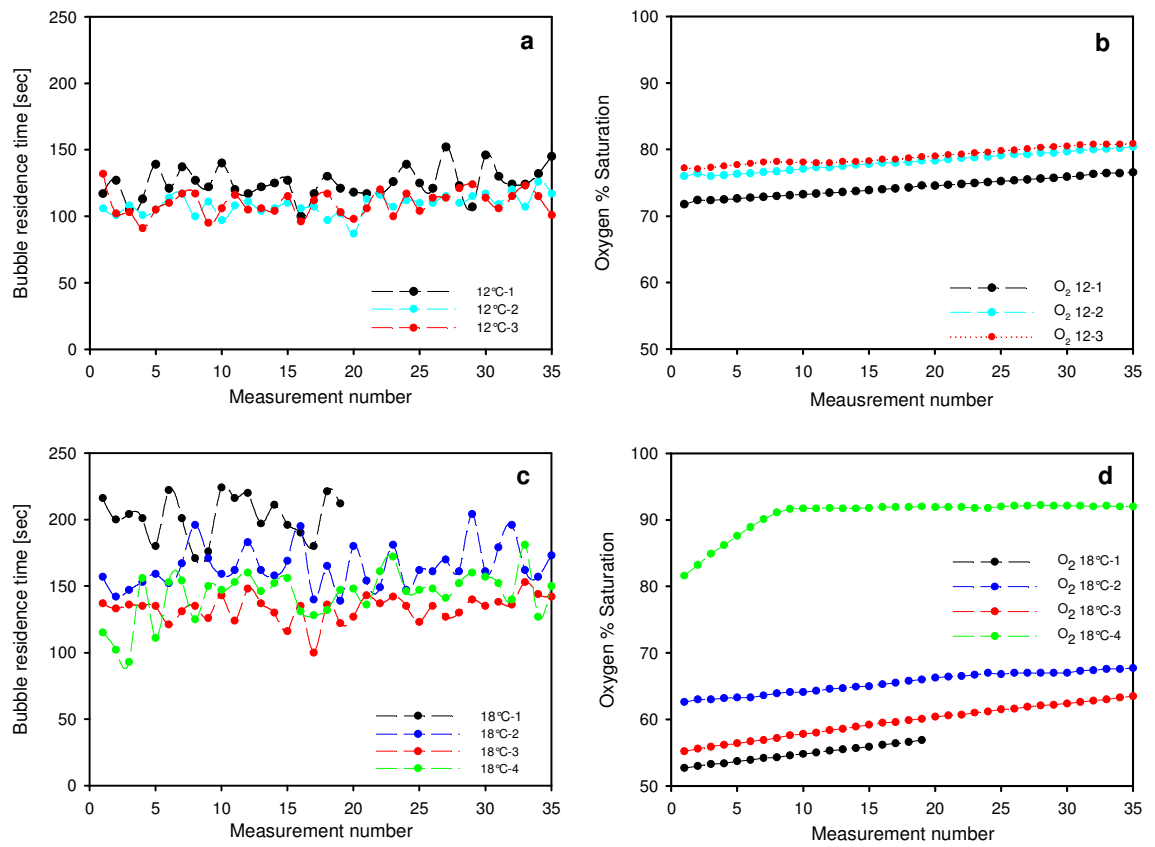 250
200
150
100
50
0
Bubble residence time [sec]
a
12°C-1
12°C-2
12°C-3
0 5 10 15 20 25 30 35
Measurement number
100
90
80
70
60
50
Oxygen % Saturation
b
O2 12-1
O2 12-2
O2 12-3
0 5 10 15 20 25 30 35
Meausrement number
250
200
150
100
50
0
Bubble residence time [sec]
c
18°C-1
18°C-2
18°C-3
18°C-4
0 5 10 15 20 25 30 35
Measurement number
100
90
80
70
60
50
Oxygen % Saturation
d
O2 18°C-1
O2 18°C-2
O2 18°C-3
O2 18°C-4
0 5 10 15 20 25 30 35
Measurement number